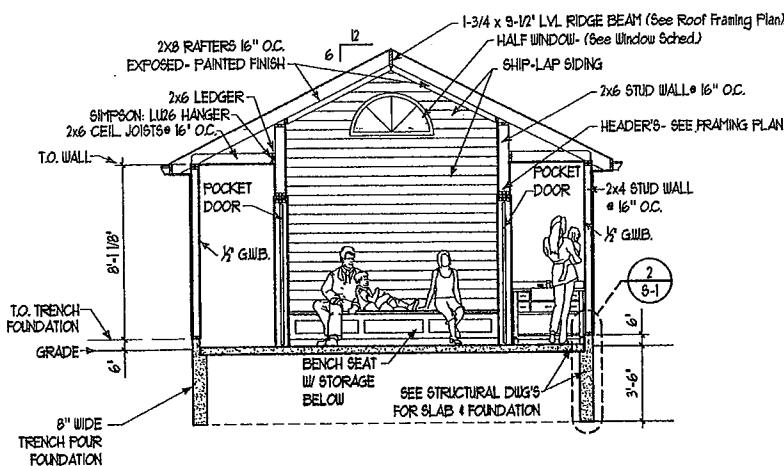 1-3/4 x 9-1/2" LVL RIDGE BEAM (See Roof Framing Plan)
12
6
2X8 RAFTERS 16" O.C.
EXPOSED- PAINTED FINISH
HALF WINDOW- (See Window Sched.)
SHIP-LAP SIDING
2x6 LEDGER
SIMPSON: LU26 HANGER
2x6 CEIL. JOISTS@ 16" O.C.
2x6 STUD WALL@ 16" O.C.
HEADER'S- SEE FRAMING PLAN
T.O. WALL
POCKET
DOOR
POCKET
DOOR
2x4 STUD WALL
@ 16" O.C.
½" G.W.B.
½" G.W.B.
8'-1 1/8"
2
S-1
T.O. TRENCH
FOUNDATION
GRADE
6"
6"
3'-6"
BENCH SEAT
W/ STORAGE
BELOW
SEE STRUCTURAL DWG'S
FOR SLAB & FOUNDATION
8" WIDE
TRENCH POUR
FOUNDATION